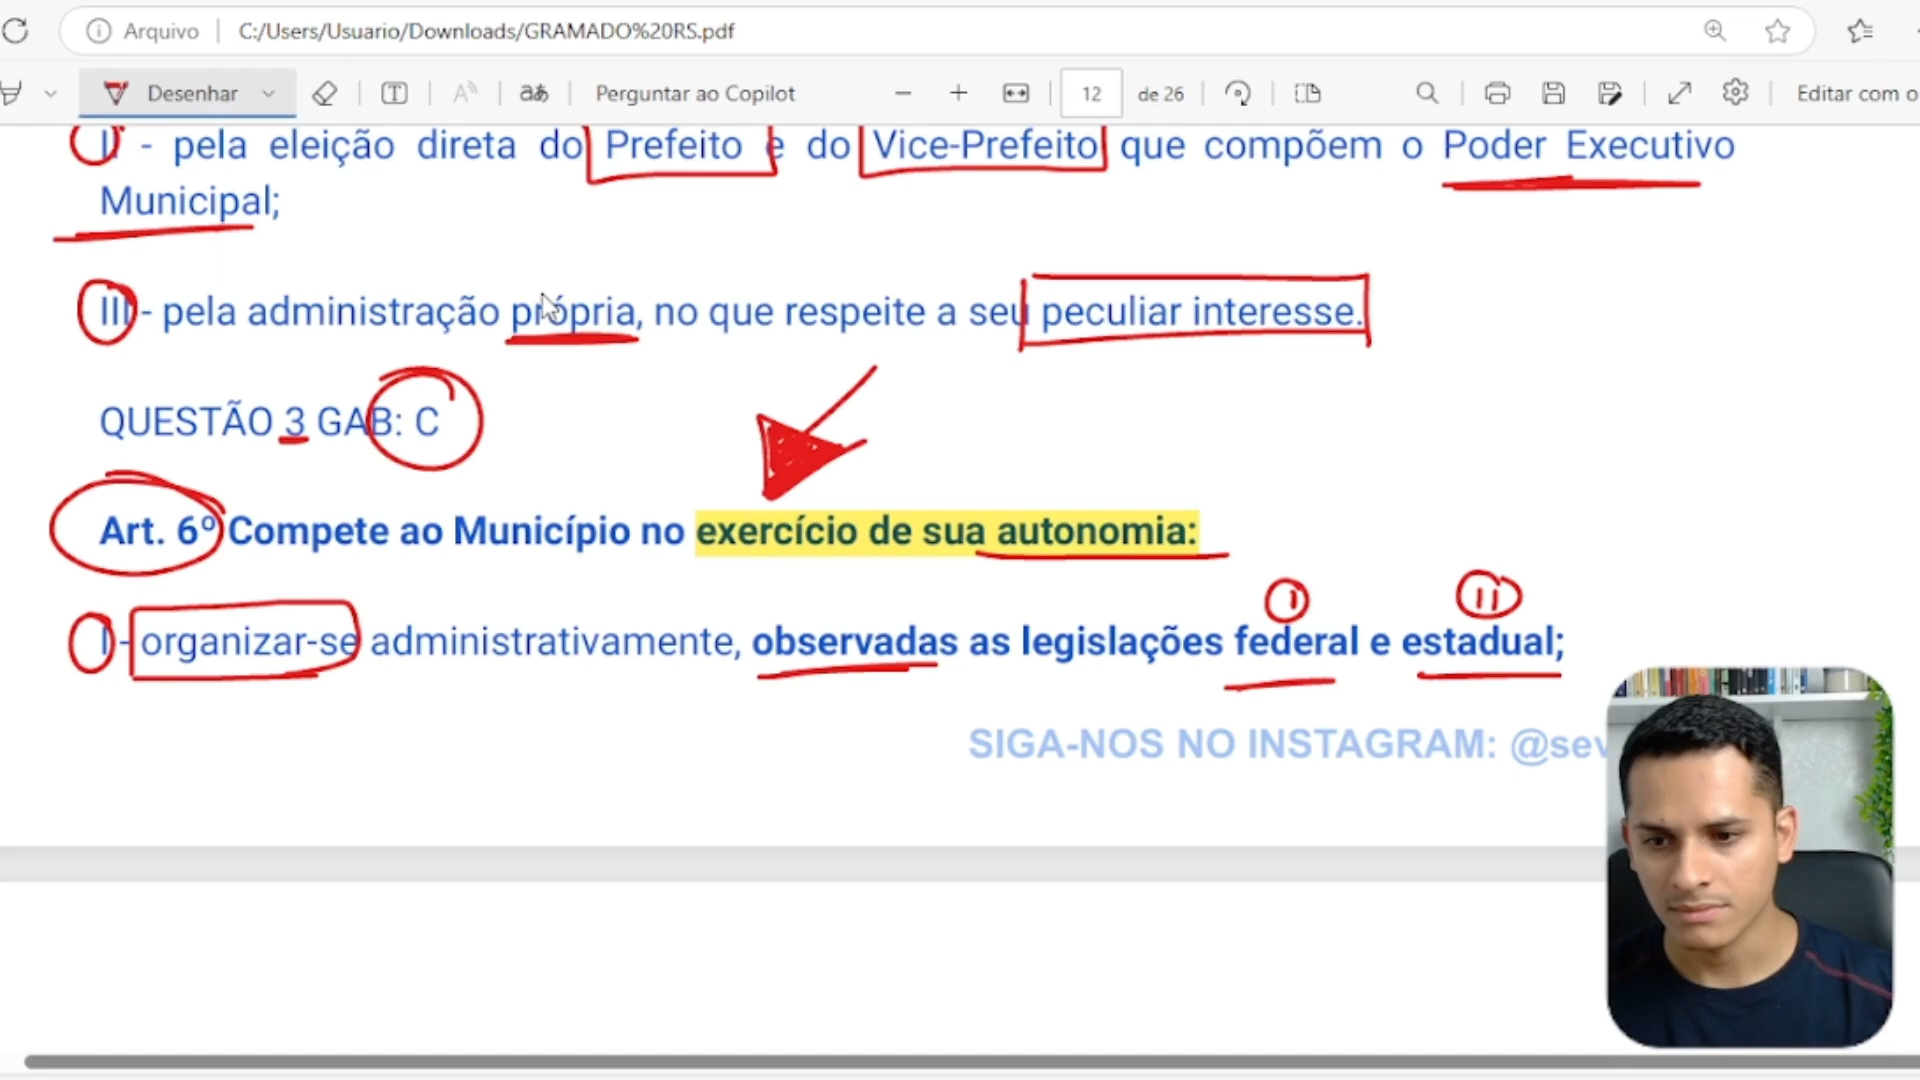 Arquivo C:/Users/Usuario/Downloads/GRAMADO%20RS.pdf
Desenhar Perguntar ao Copilot 12 de 26 Editar com o
II - pela eleição direta do Prefeito e do Vice-Prefeito que compõem o Poder Executivo
Municipal;
III - pela administração própria, no que respeite a seu peculiar interesse.
QUESTÃO 3 GAB: C
Art. 6º Compete ao Município no exercício de sua autonomia:
I II
I - organizar-se administrativamente, observadas as legislações federal e estadual;
SIGA-NOS NO INSTAGRAM: @sev